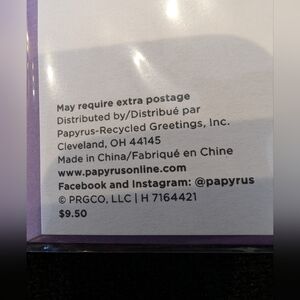 May require extra postage
Distributed by/Distribué par
Papyrus-Recycled Greetings, Inc.
Cleveland, OH 44145
Made in China/Fabriqué en Chine
www.papyrusonline.com
Facebook and Instagram: @papyrus
© PRGCO, LLC | H 7164421
$9.50